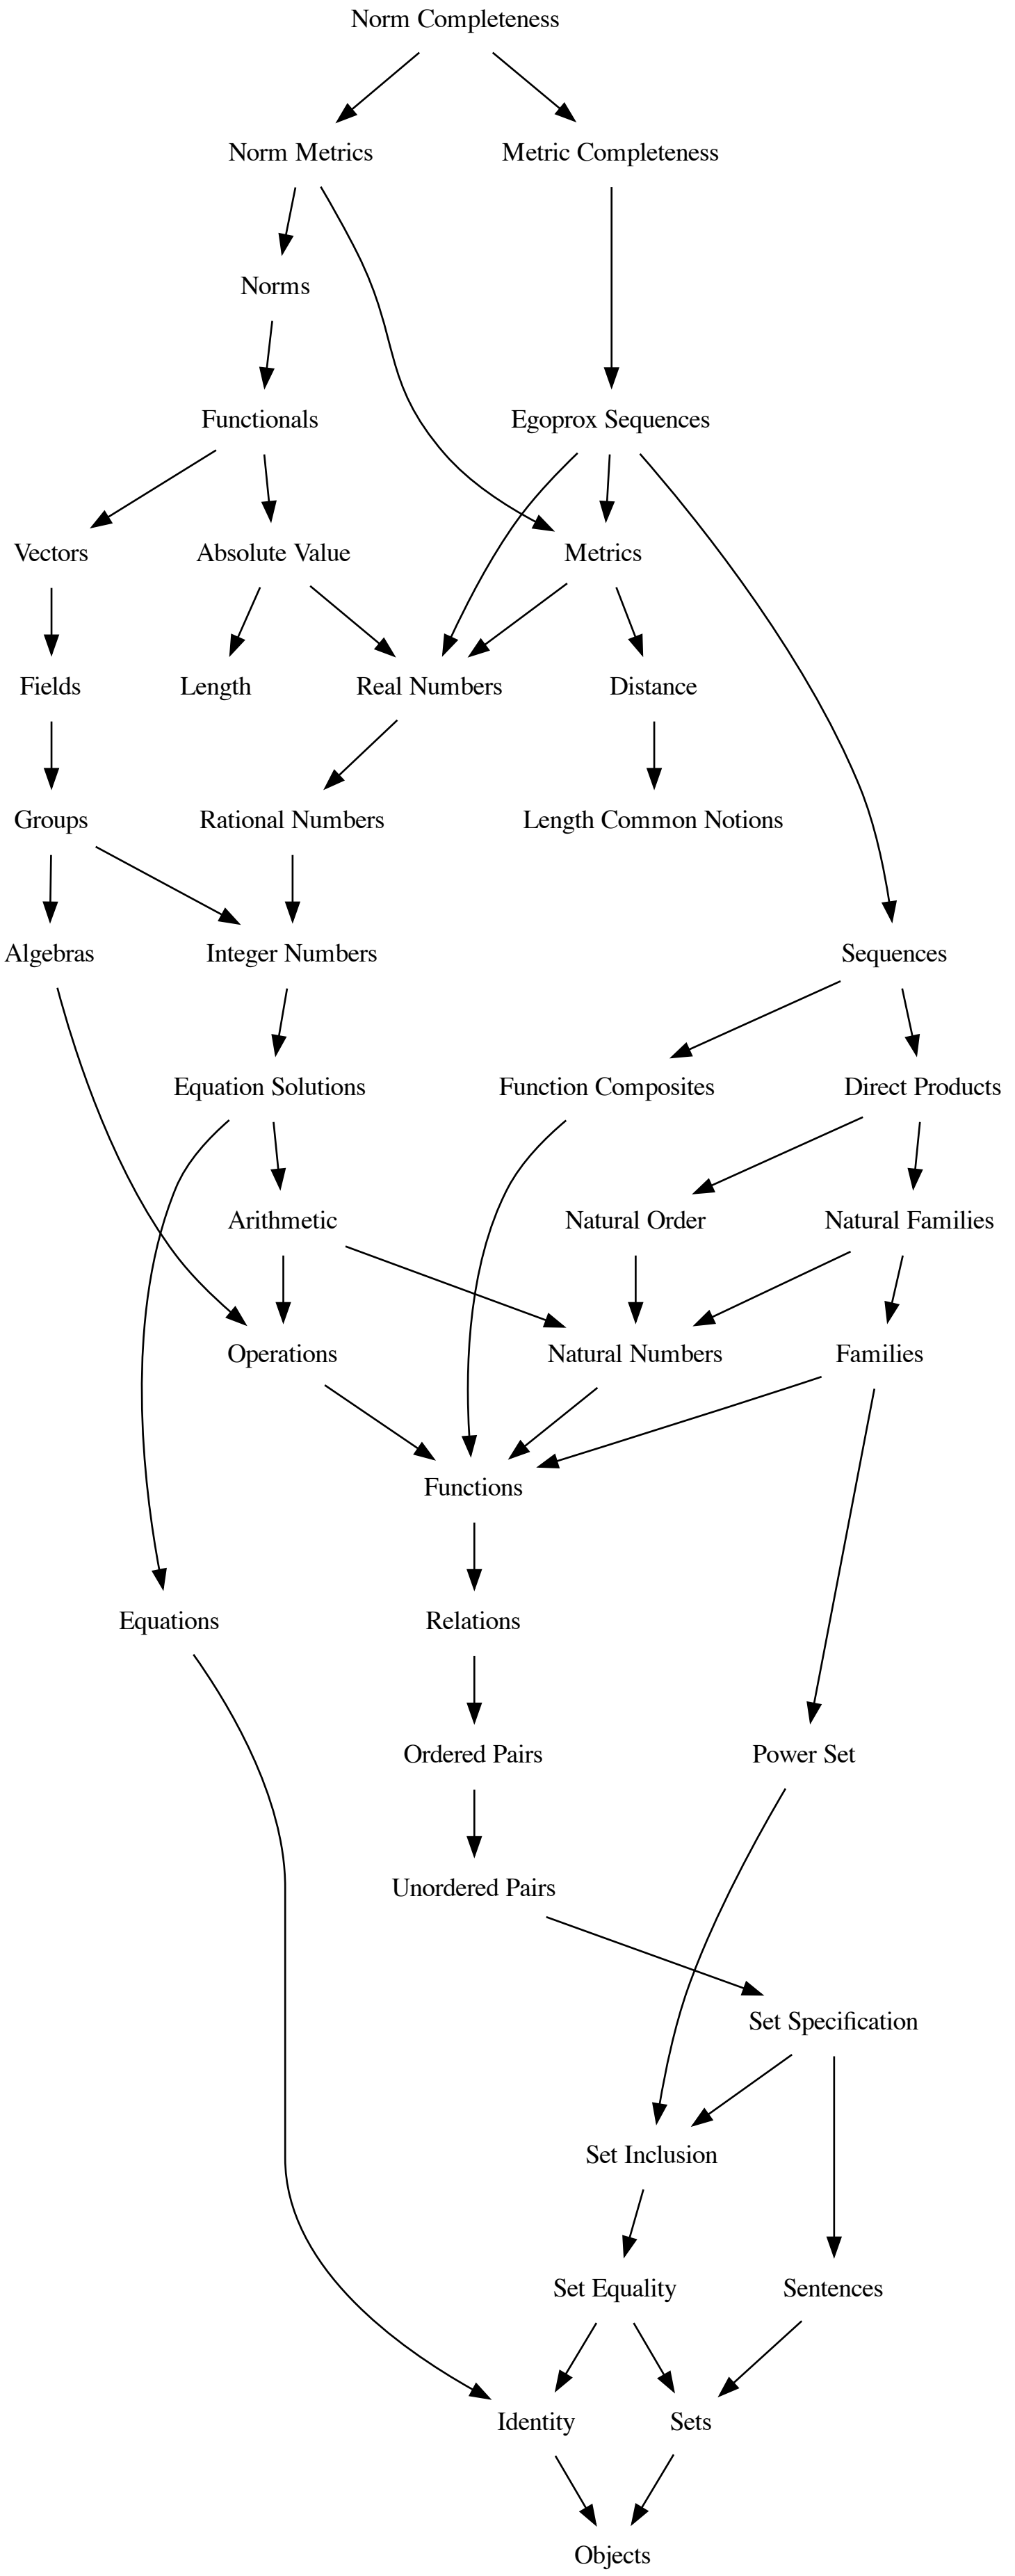 Norm Completeness
Norm Metrics
Metric Completeness
Norms
Functionals
Egoprox Sequences
Vectors
Absolute Value
Metrics
Fields
Length
Real Numbers
Distance
Groups
Rational Numbers
Length Common Notions
Algebras
Integer Numbers
Sequences
Equation Solutions
Function Composites
Direct Products
Arithmetic
Natural Order
Natural Families
Operations
Natural Numbers
Families
Functions
Equations
Relations
Ordered Pairs
Power Set
Unordered Pairs
Set Specification
Set Inclusion
Set Equality
Sentences
Identity
Sets
Objects